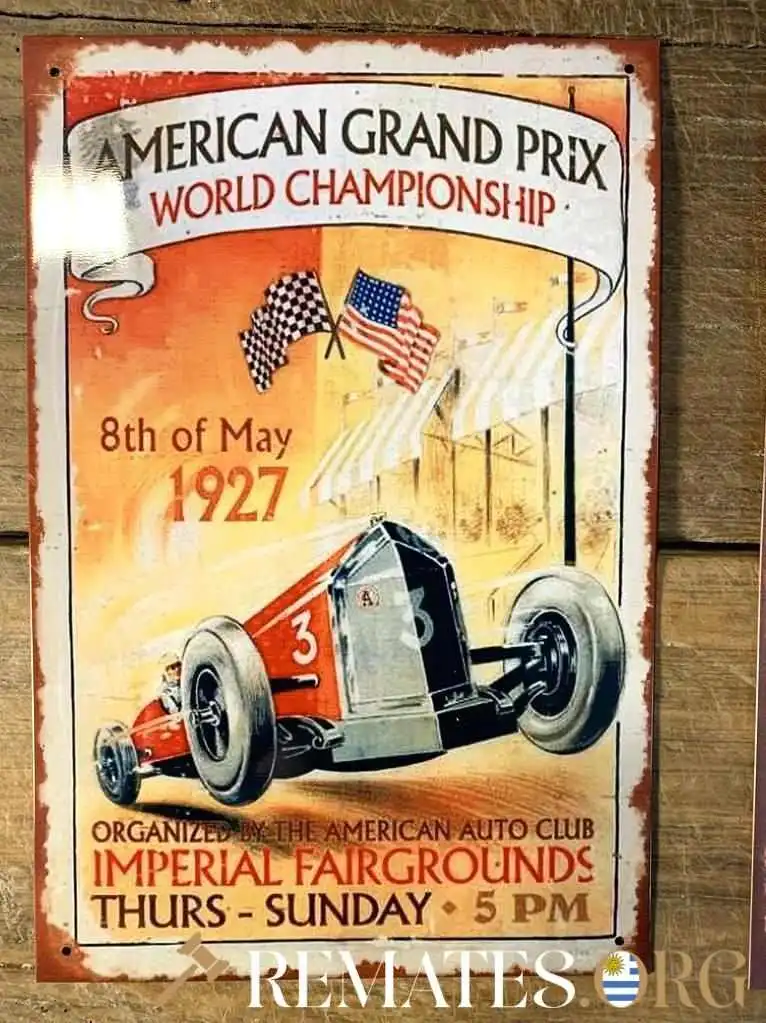 AMERICAN GRAND PRIX
WORLD CHAMPIONSHIP
8th of May
1927
3
A
3
ORGANIZED BY THE AMERICAN AUTO CLUB
IMPERIAL FAIRGROUNDS
THURS - SUNDAY • 5 PM
REMATES.ORG